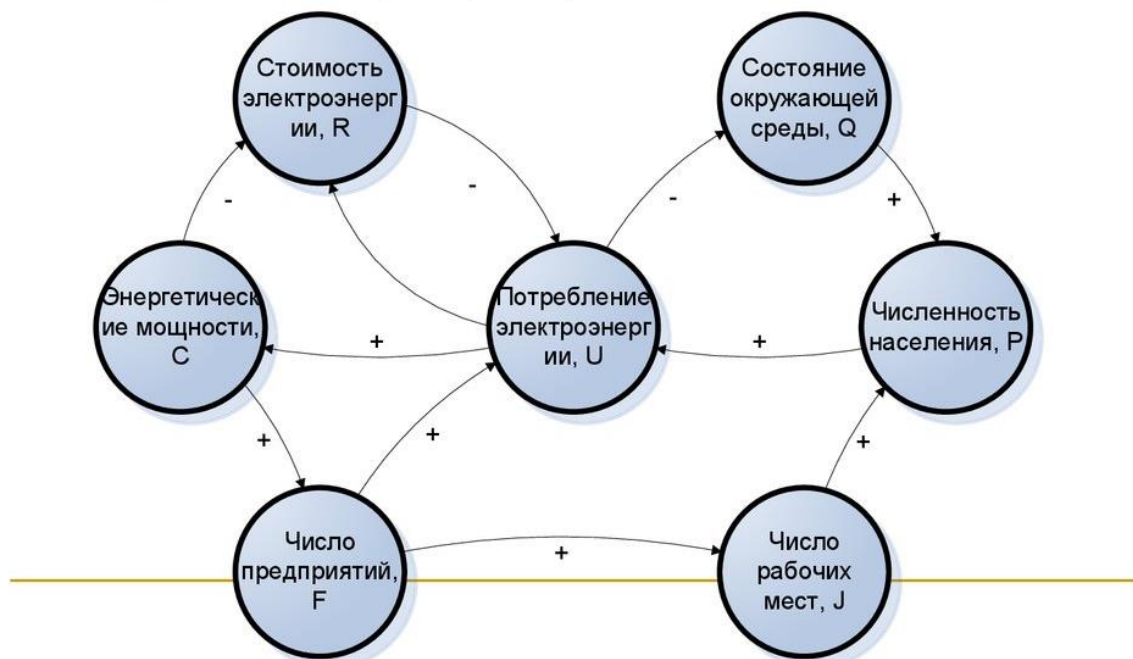 Стоимость
электроэнерг
ии, R
Состояние
окружающей
среды, Q
-
-
-
+
Энергетическ
ие мощности,
C
Потребление
электроэнерг
ии, U
Численность
населения, P
+
+
+
+
+
Число
предприятий,
F
+
Число
рабочих
мест, J